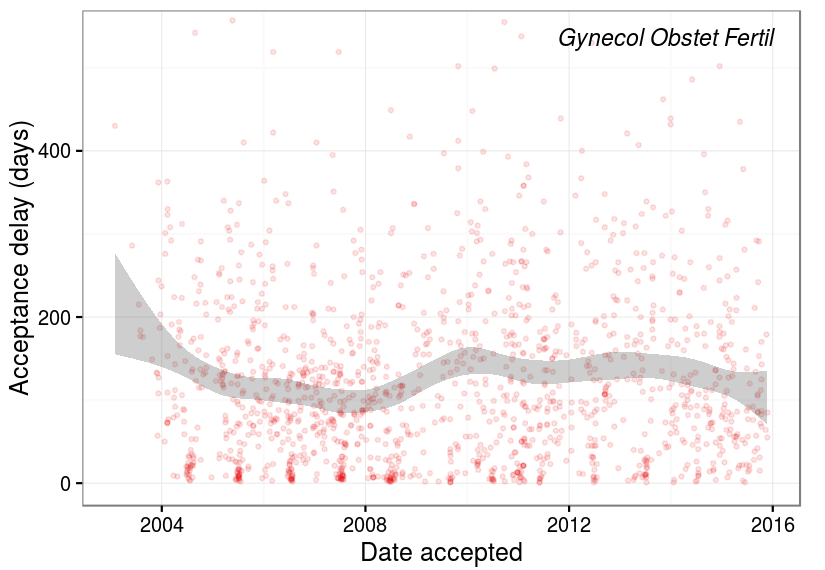 Gynecol Obstet Fertil
Acceptance delay (days)
400
200
0
2004 2008 2012 2016
Date accepted